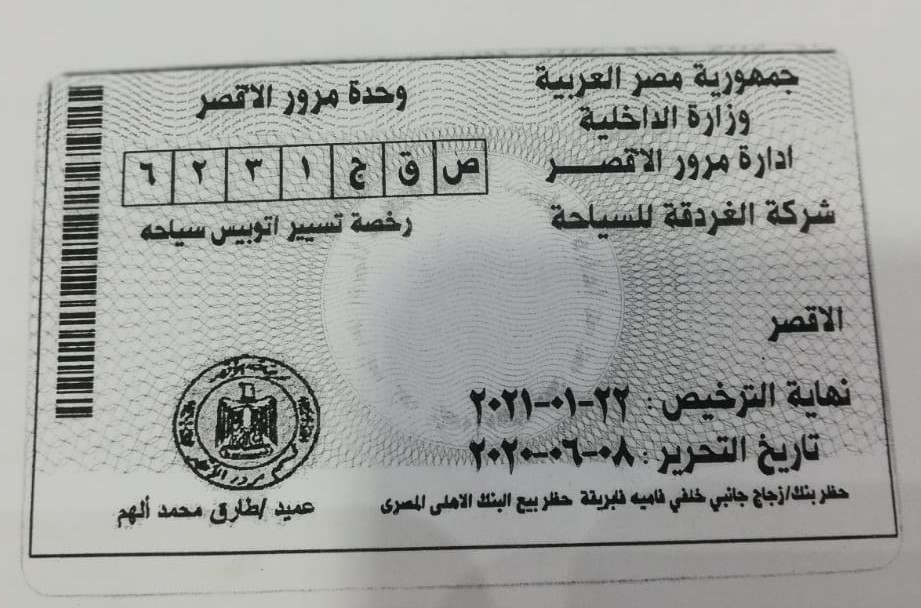 جمهورية مصر العربية
وزارة الداخلية
ادارة مرور الاقصر
شركة الغردقة للسياحة
وحدة مرور الاقصر
ص ق ج ١ ٣ ٢ ٦
رخصة تسيير اتوبيس سياحه
الاقصر
نهاية الترخيص : ٢٢-٠١-٢٠٢١
تاريخ التحرير : ٠٨-٠٦-٢٠٢٠
حظر بنك/زجاج جانبي خلفي فاميه فابريقة حظر بيع البنك الاهلى المصرى
عميد /طارق محمد ألهم